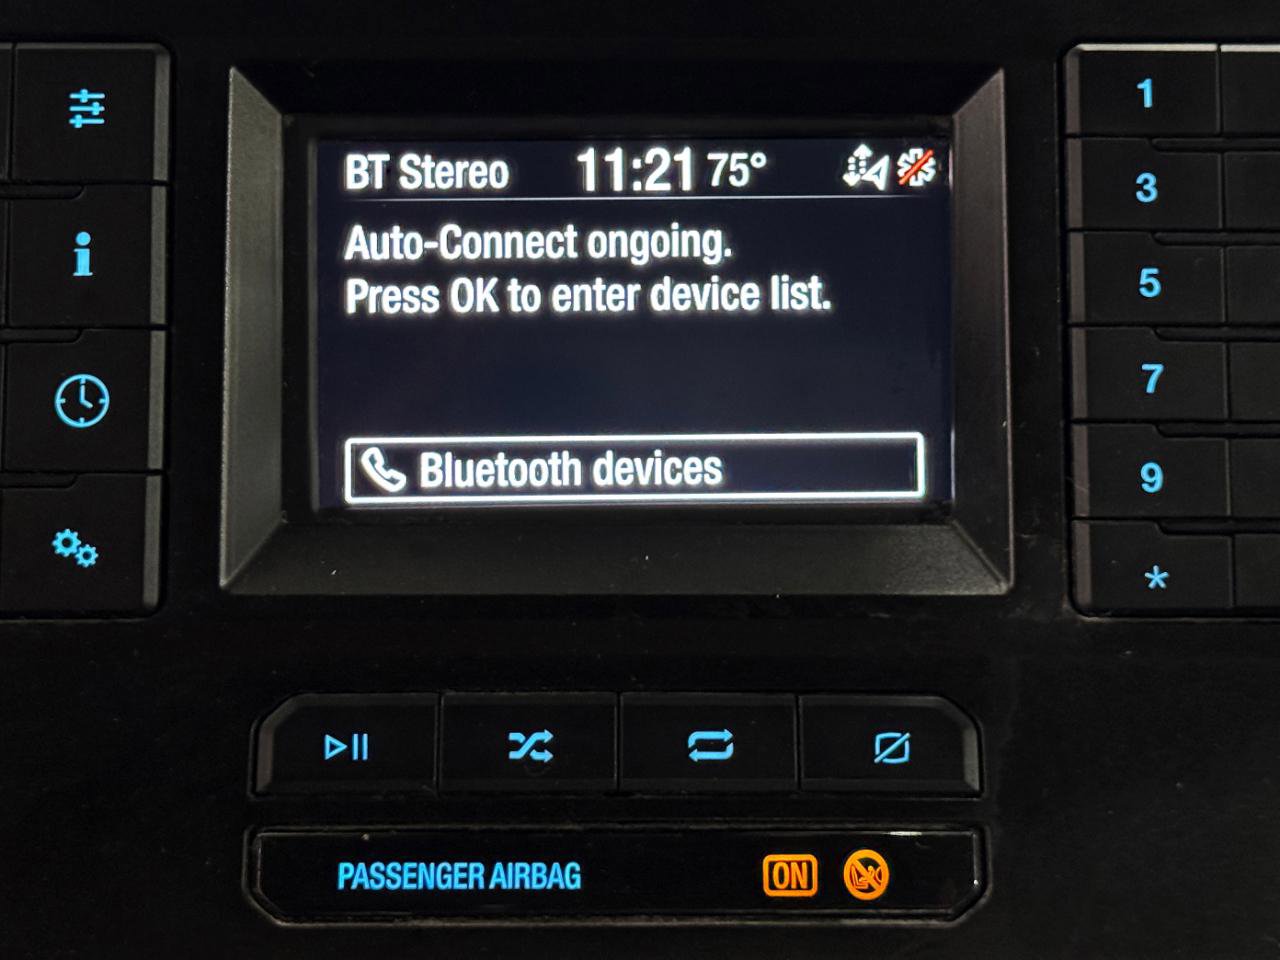 BT Stereo 11:21 75°
Auto-Connect ongoing.
Press OK to enter device list.
Bluetooth devices
1
3
5
7
9
*
PASSENGER AIRBAG ON